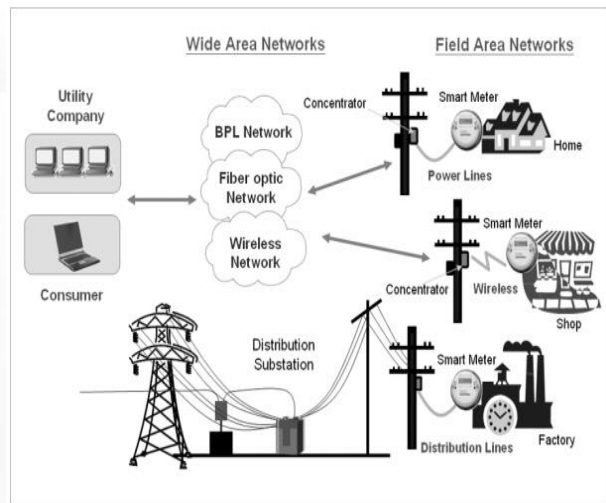 Wide Area Networks
Field Area Networks
Utility
Company
Consumer
BPL Network
Fiber optic
Network
Wireless
Network
Concentrator
Smart Meter
Home
Power Lines
Smart Meter
Concentrator
Wireless
Shop
Distribution
Substation
Smart Meter
Distribution Lines
Factory